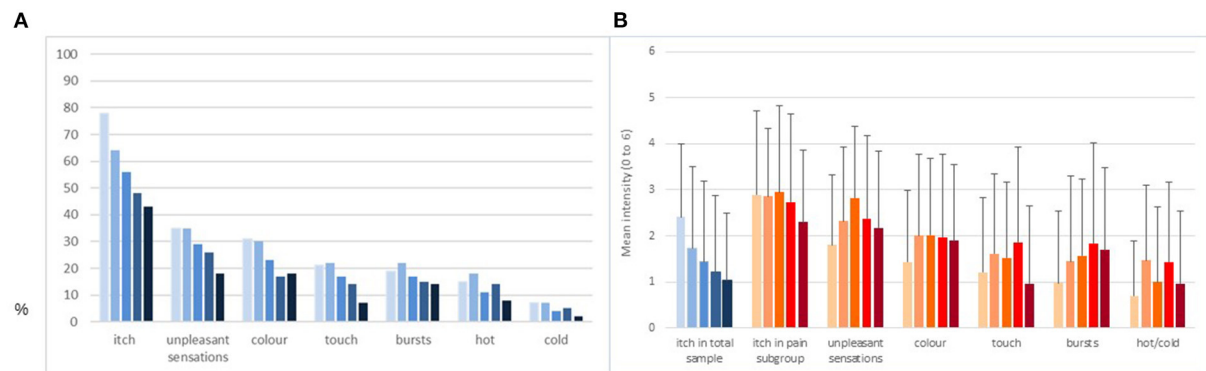 A
100
90
80
70
60
50
40
30
20
10
0
%
itch unpleasant colour touch bursts hot cold
sensations
B
Mean intensity (0 to 6)
6
5
4
3
2
1
0
itch in total itch in pain unpleasant colour touch bursts hot/cold
sample subgroup sensations